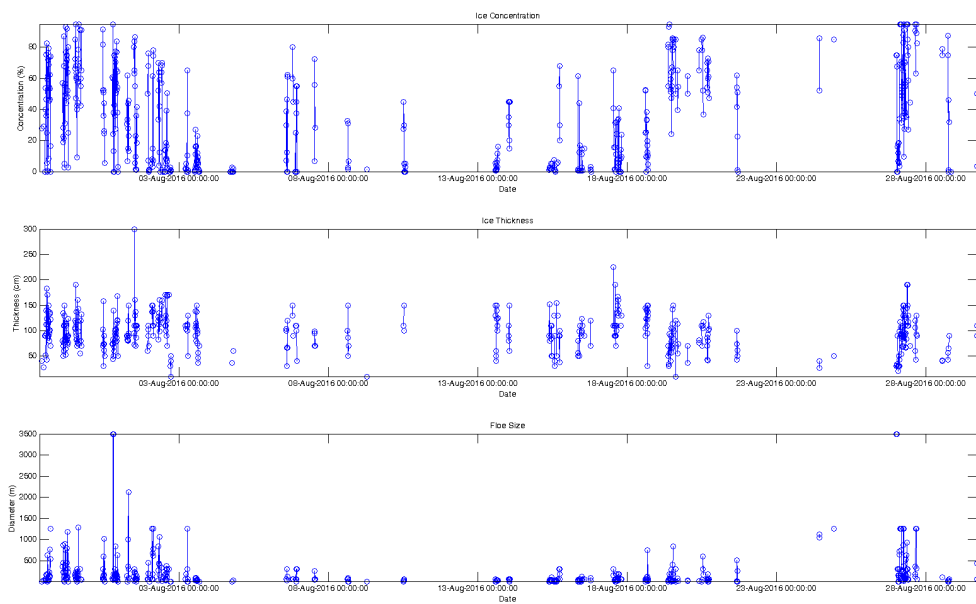 Ice Concentration
80
60
40
20
0
Concentration (%)
03-Aug-2016 00:00:00 08-Aug-2016 00:00:00 13-Aug-2016 00:00:00 18-Aug-2016 00:00:00 23-Aug-2016 00:00:00 28-Aug-2016 00:00:00
Date
Ice Thickness
300
250
200
150
100
50
Thickness (cm)
03-Aug-2016 00:00:00 08-Aug-2016 00:00:00 13-Aug-2016 00:00:00 18-Aug-2016 00:00:00 23-Aug-2016 00:00:00 28-Aug-2016 00:00:00
Date
Floe Size
3500
3000
2500
2000
1500
1000
500
Diameter (m)
03-Aug-2016 00:00:00 08-Aug-2016 00:00:00 13-Aug-2016 00:00:00 18-Aug-2016 00:00:00 23-Aug-2016 00:00:00 28-Aug-2016 00:00:00
Date